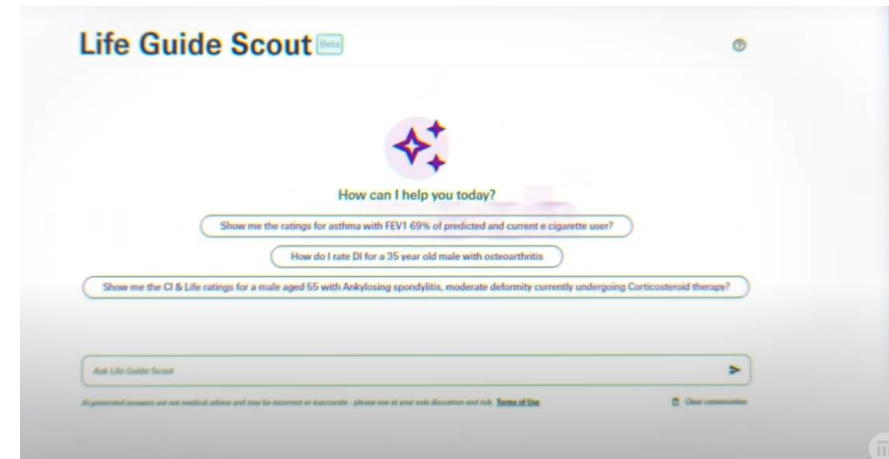 Life Guide Scout Beta
How can I help you today?
Show me the ratings for asthma with FEV1 69% of predicted and current e cigarette user?
How do I rate DI for a 35 year old male with osteoarthritis
Show me the CI & Life ratings for a male aged 55 with Ankylosing spondylitis, moderate deformity currently undergoing Corticosteroid therapy?
Ask Life Guide Scout
AI generated answers are not medical advice and may be incorrect or inaccurate - please use at your sole discretion and risk. Terms of Use
Clear conversation